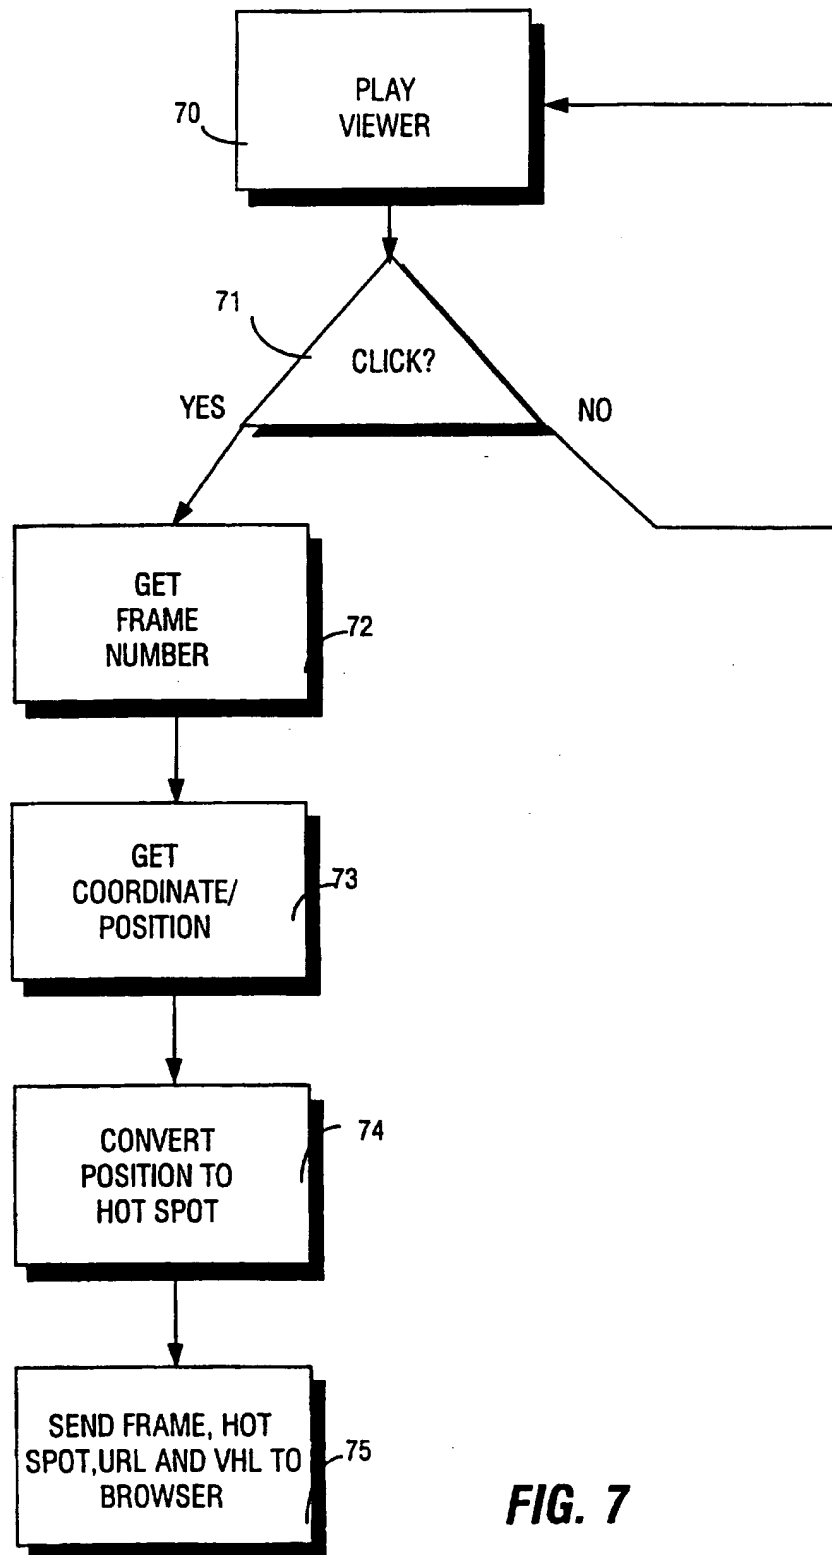 PLAY
VIEWER
70
71
CLICK?
YES
NO
GET
FRAME
NUMBER
72
GET
COORDINATE/
POSITION
73
CONVERT
POSITION TO
HOT SPOT
74
SEND FRAME, HOT
SPOT,URL AND VHL TO
BROWSER
75
FIG. 7